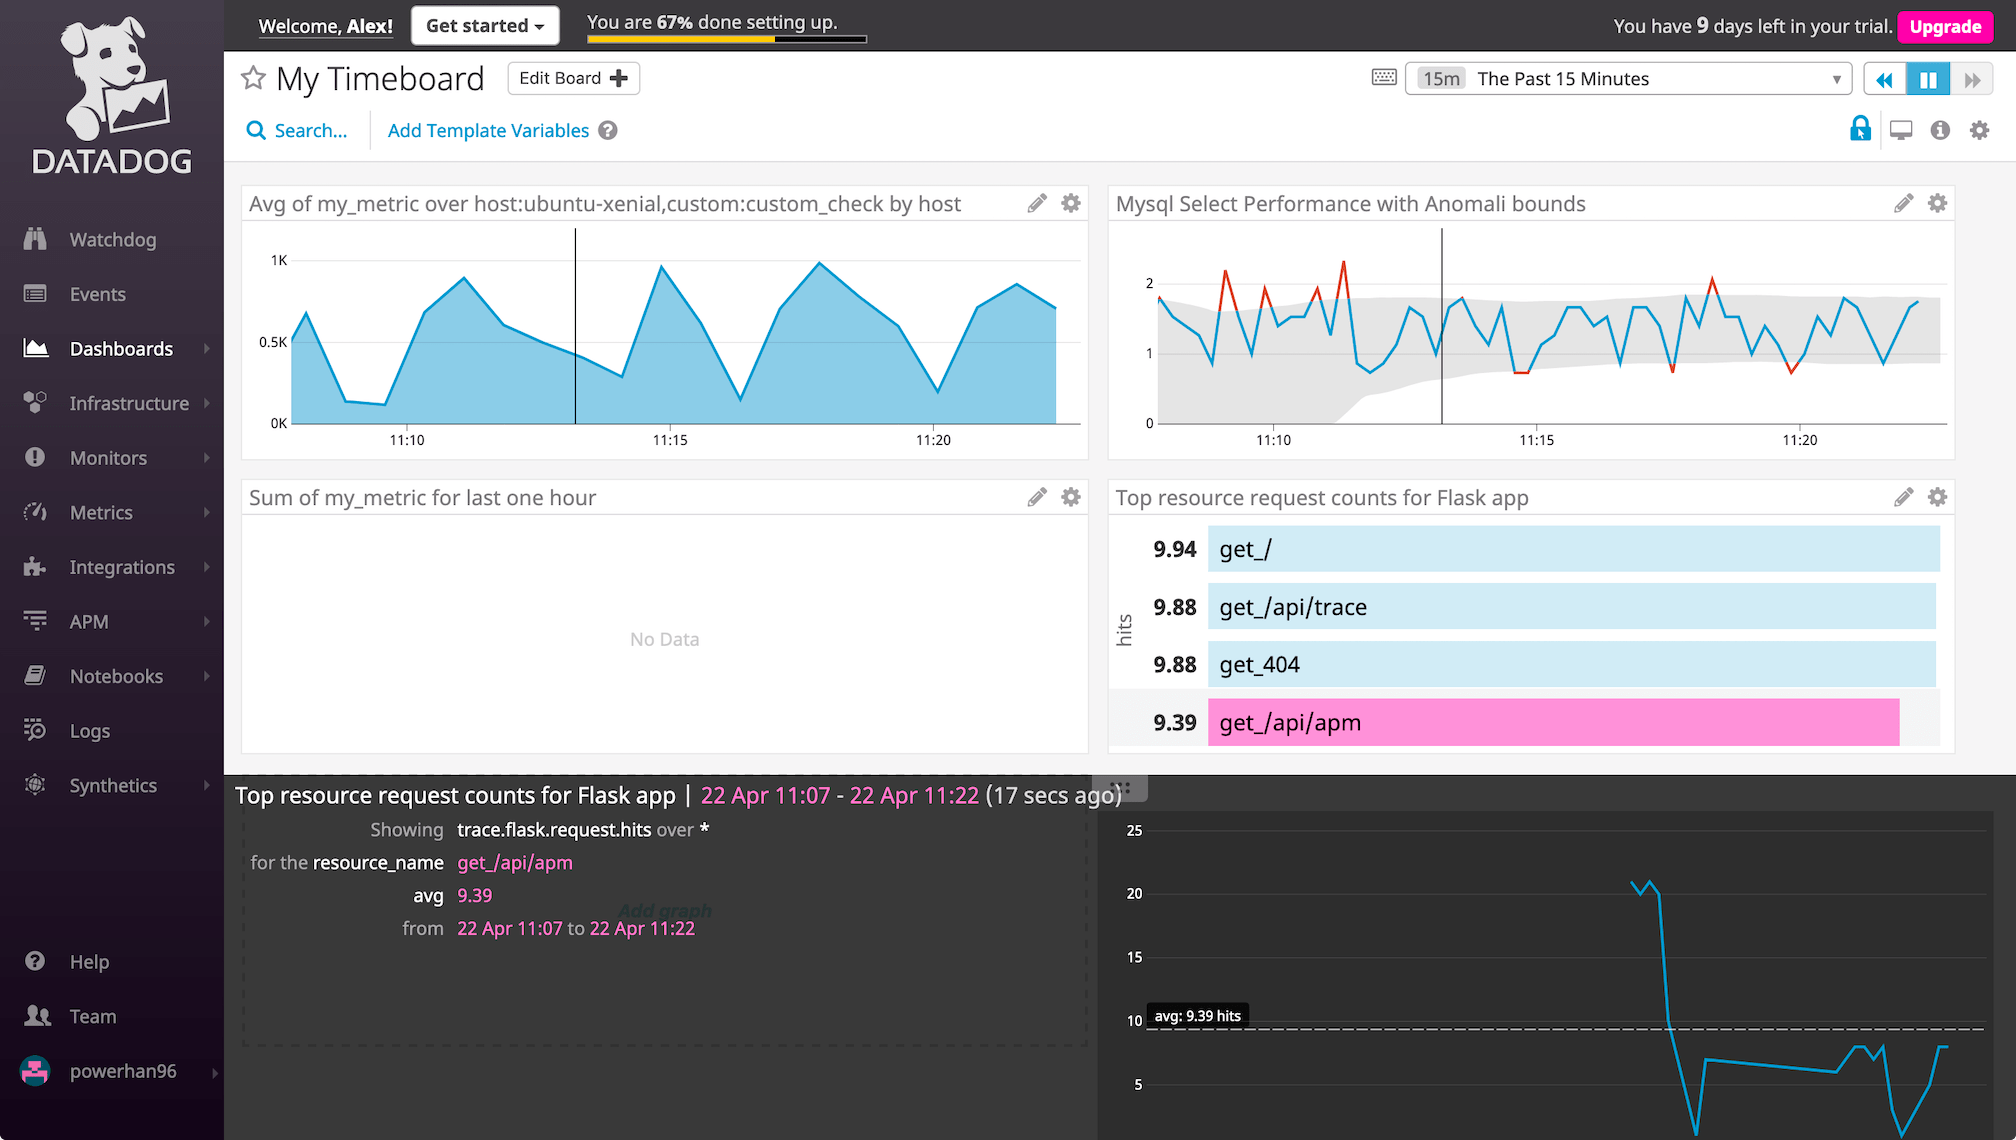 DATADOG
Watchdog
Events
Dashboards
Infrastructure
Monitors
Metrics
Integrations
APM
Notebooks
Logs
Synthetics
Help
Team
powerhan96
Welcome, Alex!
Get started
You are 67% done setting up.
You have 9 days left in your trial.
Upgrade
My Timeboard
Edit Board
15m The Past 15 Minutes
Search...
Add Template Variables
Avg of my_metric over host:ubuntu-xenial,custom:custom_check by host
1K
0.5K
0K
11:10 11:15 11:20
Mysql Select Performance with Anomali bounds
2
1
0
11:10 11:15 11:20
Sum of my_metric for last one hour
No Data
Top resource request counts for Flask app
hits
9.94 get_/
9.88 get_/api/trace
9.88 get_404
9.39 get_/api/apm
Top resource request counts for Flask app | 22 Apr 11:07 - 22 Apr 11:22 (17 secs ago)
Showing trace.flask.request.hits over *
for the resource_name get_/api/apm
avg 9.39
Add graph
from 22 Apr 11:07 to 22 Apr 11:22
25
20
15
10
avg: 9.39 hits
5